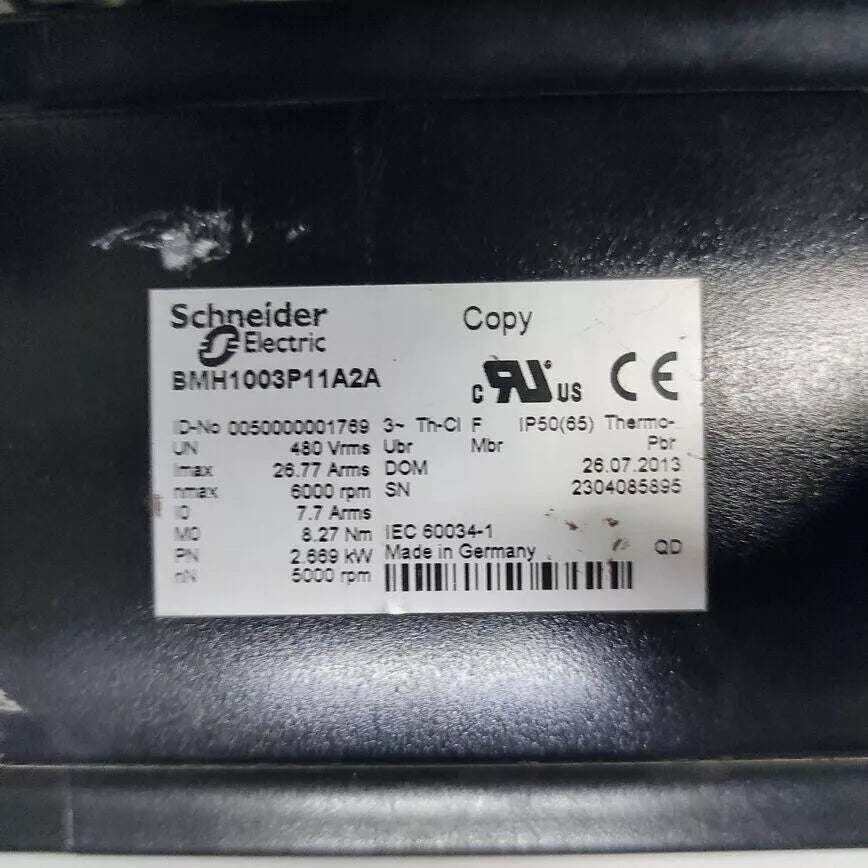 Schneider
Electric
Copy
BMH1003P11A2A
c RU US CE
ID-No 0050000001769 3~ Th-Cl F IP50(65) Thermo-
UN 480 Vrms Ubr Mbr Pbr
Imax 26.77 Arms DOM 26.07.2013
nmax 6000 rpm SN 2304085895
I0 7.7 Arms
M0 8.27 Nm IEC 60034-1
PN 2.669 kW Made in Germany QD
nN 5000 rpm